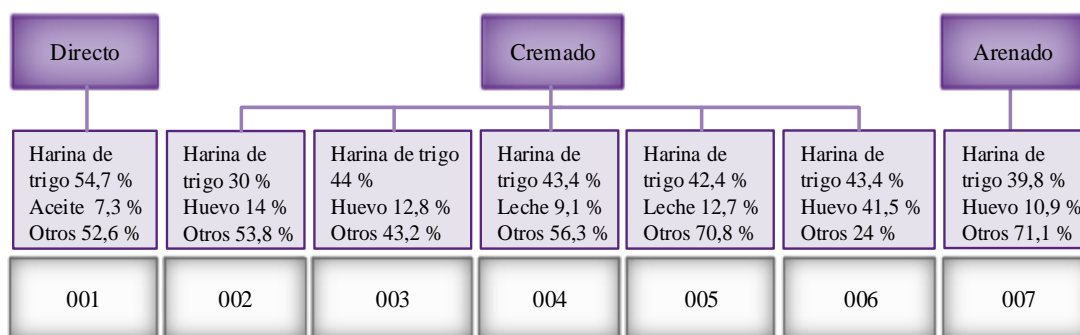 Directo
Cremado
Arenado
Harina de
trigo 54,7 %
Aceite 7,3 %
Otros 52,6 %
Harina de
trigo 30 %
Huevo 14 %
Otros 53,8 %
Harina de trigo
44 %
Huevo 12,8 %
Otros 43,2 %
Harina de
trigo 43,4 %
Leche 9,1 %
Otros 56,3 %
Harina de
trigo 42,4 %
Leche 12,7 %
Otros 70,8 %
Harina de
trigo 43,4 %
Huevo 41,5 %
Otros 24 %
Harina de
trigo 39,8 %
Huevo 10,9 %
Otros 71,1 %
001
002
003
004
005
006
007